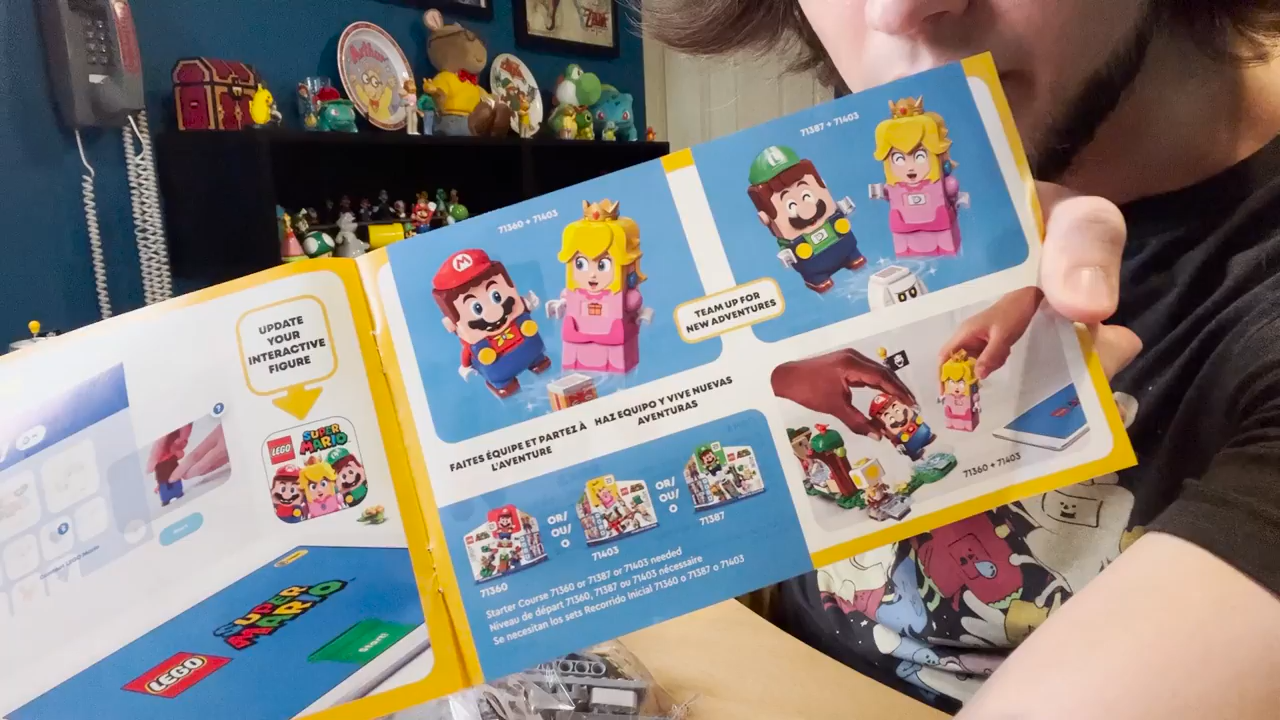 Arthur
ZELDA
UPDATE
YOUR
INTERACTIVE
FIGURE
LEGO
SUPER
MARIO
LEGO
SUPER
MARIO
Start!
71360 + 71403
M
71387 + 71403
L
TEAM UP FOR
NEW ADVENTURES
FAITES ÉQUIPE ET PARTEZ À
L'AVENTURE
HAZ EQUIPO Y VIVE NUEVAS
AVENTURAS
71360
OR/
OU/
O
71403
OR/
OU/
O
71387
Starter Course 71360 or 71387 or 71403 needed
Niveau de départ 71360, 71387 ou 71403 nécessaire
Se necesitan los sets Recorrido Inicial 71360 o 71387 o 71403
71360 + 71403